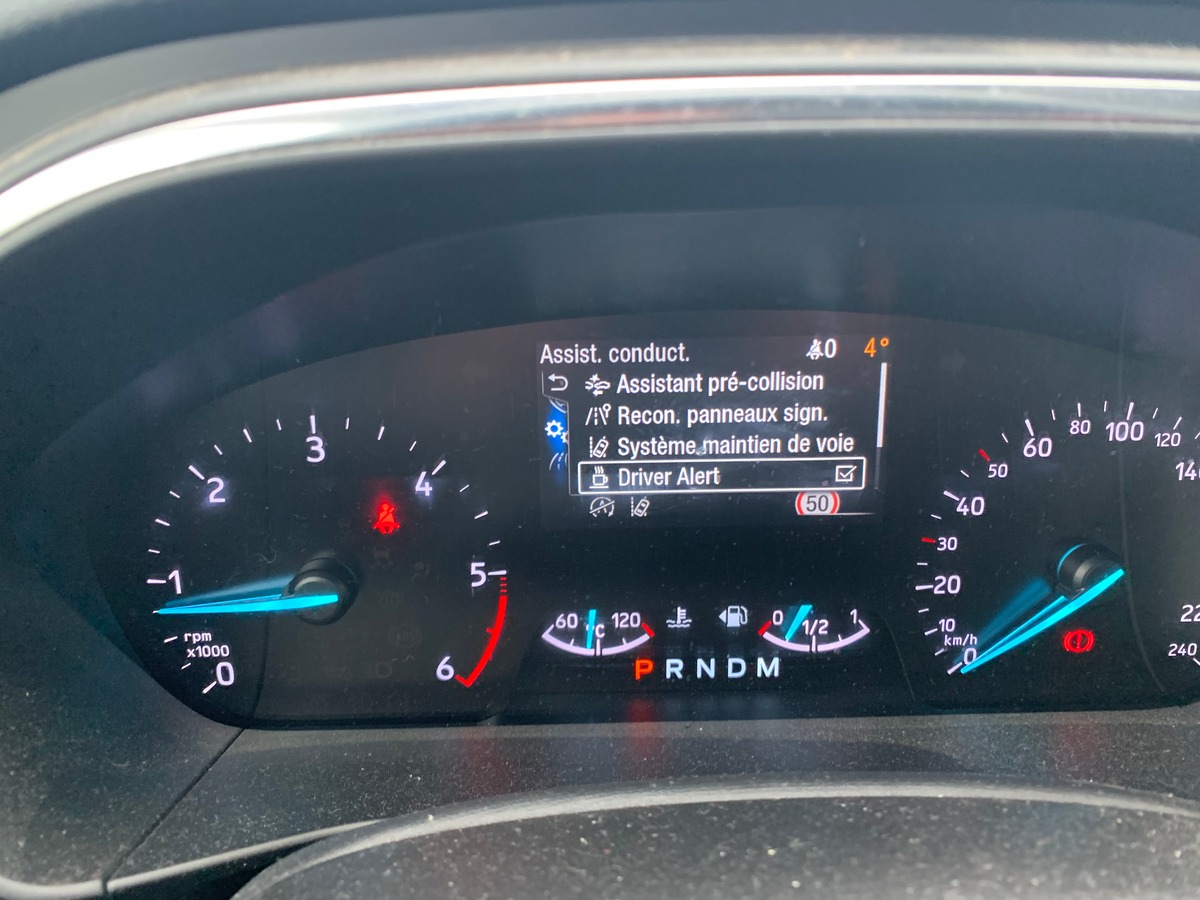 Assist. conduct. 0 4°
Assistant pré-collision
Recon. panneaux sign.
Système maintien de voie
Driver Alert
50
0 1 2 3 4 5 6
rpm
x1000
60 °C 120
0 1/2 1
P R N D M
0 10 20 30 40 50 60 80 100 120 14
22
240
km/h